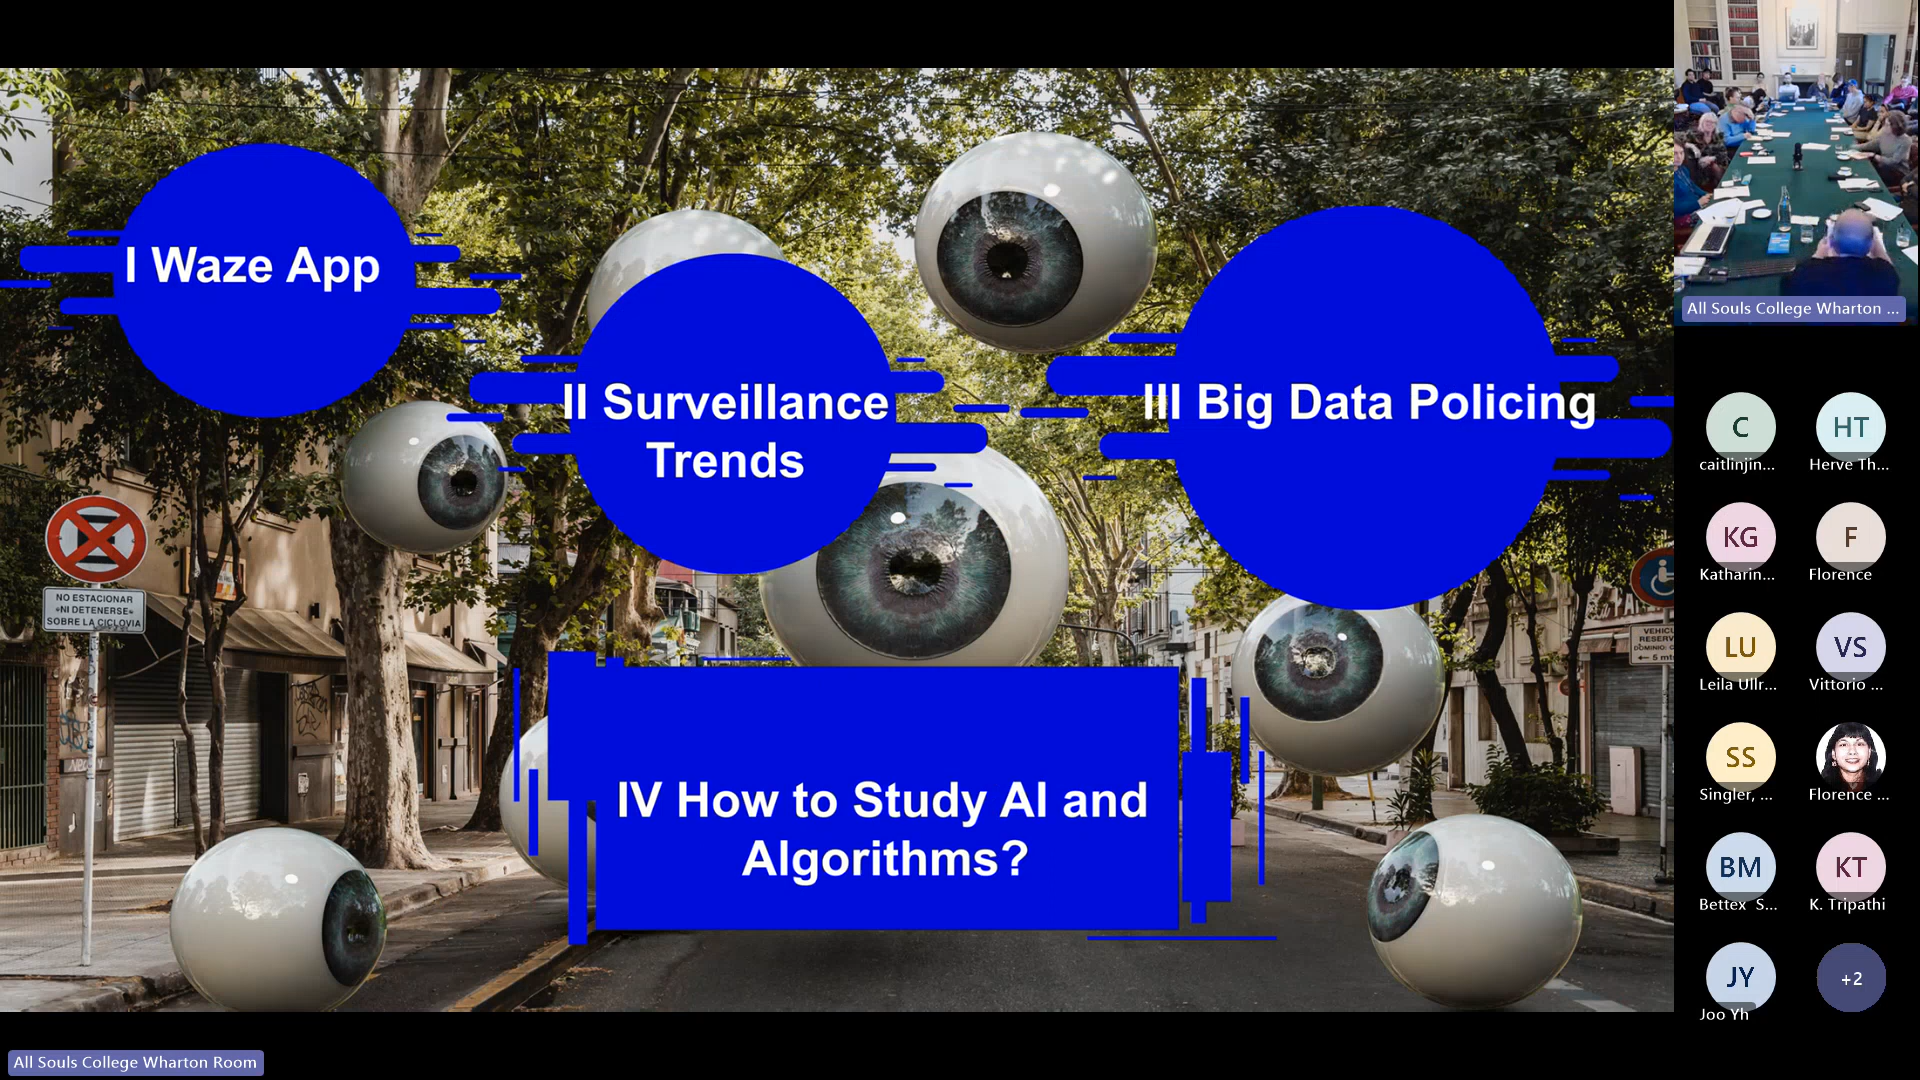 I Waze App
II Surveillance
Trends
III Big Data Policing
IV How to Study AI and
Algorithms?
NO ESTACIONAR
«NI DETENERSE»
SOBRE LA CICLOVIA
All Souls College Wharton ...
C
caitlinjin...
HT
Herve Th...
KG
Katharin...
F
Florence
LU
Leila Ullr...
VS
Vittorio ...
SS
Singler, ...
Florence ...
BM
Bettex S...
KT
K. Tripathi
JY
Joo Yh
+2
All Souls College Wharton Room